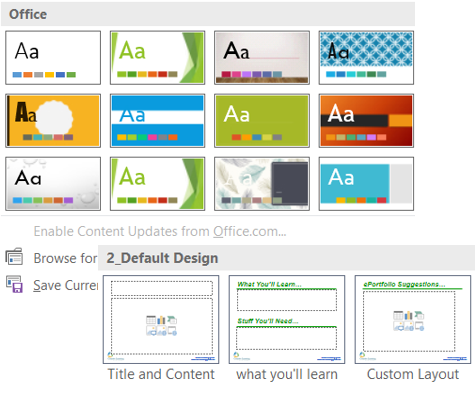 Office
Aa Aa Aa Aa
Aa Aa Aa Aa
Aa Aa Aa
Enable Content Updates from Office.com...
Browse for
Save Curre
2_Default Design
What You'll Learn...
Stuff You'll Need...
ePortfolio Suggestions...
Title and Content
what you'll learn
Custom Layout